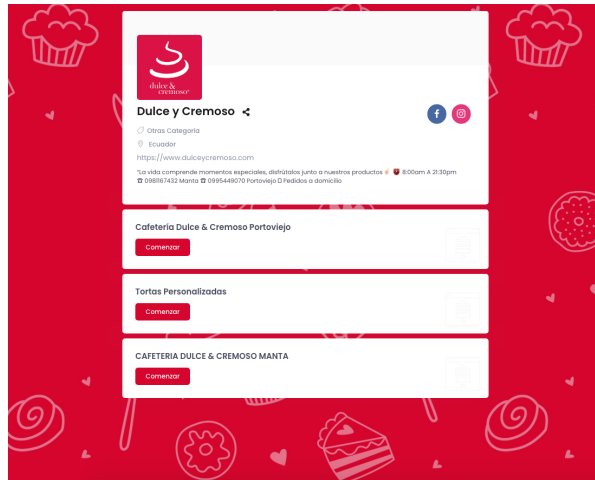 dulce &
cremoso
Dulce y Cremoso
Otras Categoría
Ecuador
https://www.dulceycremoso.com
"La vida comprende momentos especiales, disfrútalos junto a nuestros productos 8:00am A 21:30pm
☎ 0981167432 Manta ☎ 0995449070 Portoviejo Pedidos a domicilio
Cafetería Dulce & Cremoso Portoviejo
Comenzar
Tortas Personalizadas
Comenzar
CAFETERIA DULCE & CREMOSO MANTA
Comenzar